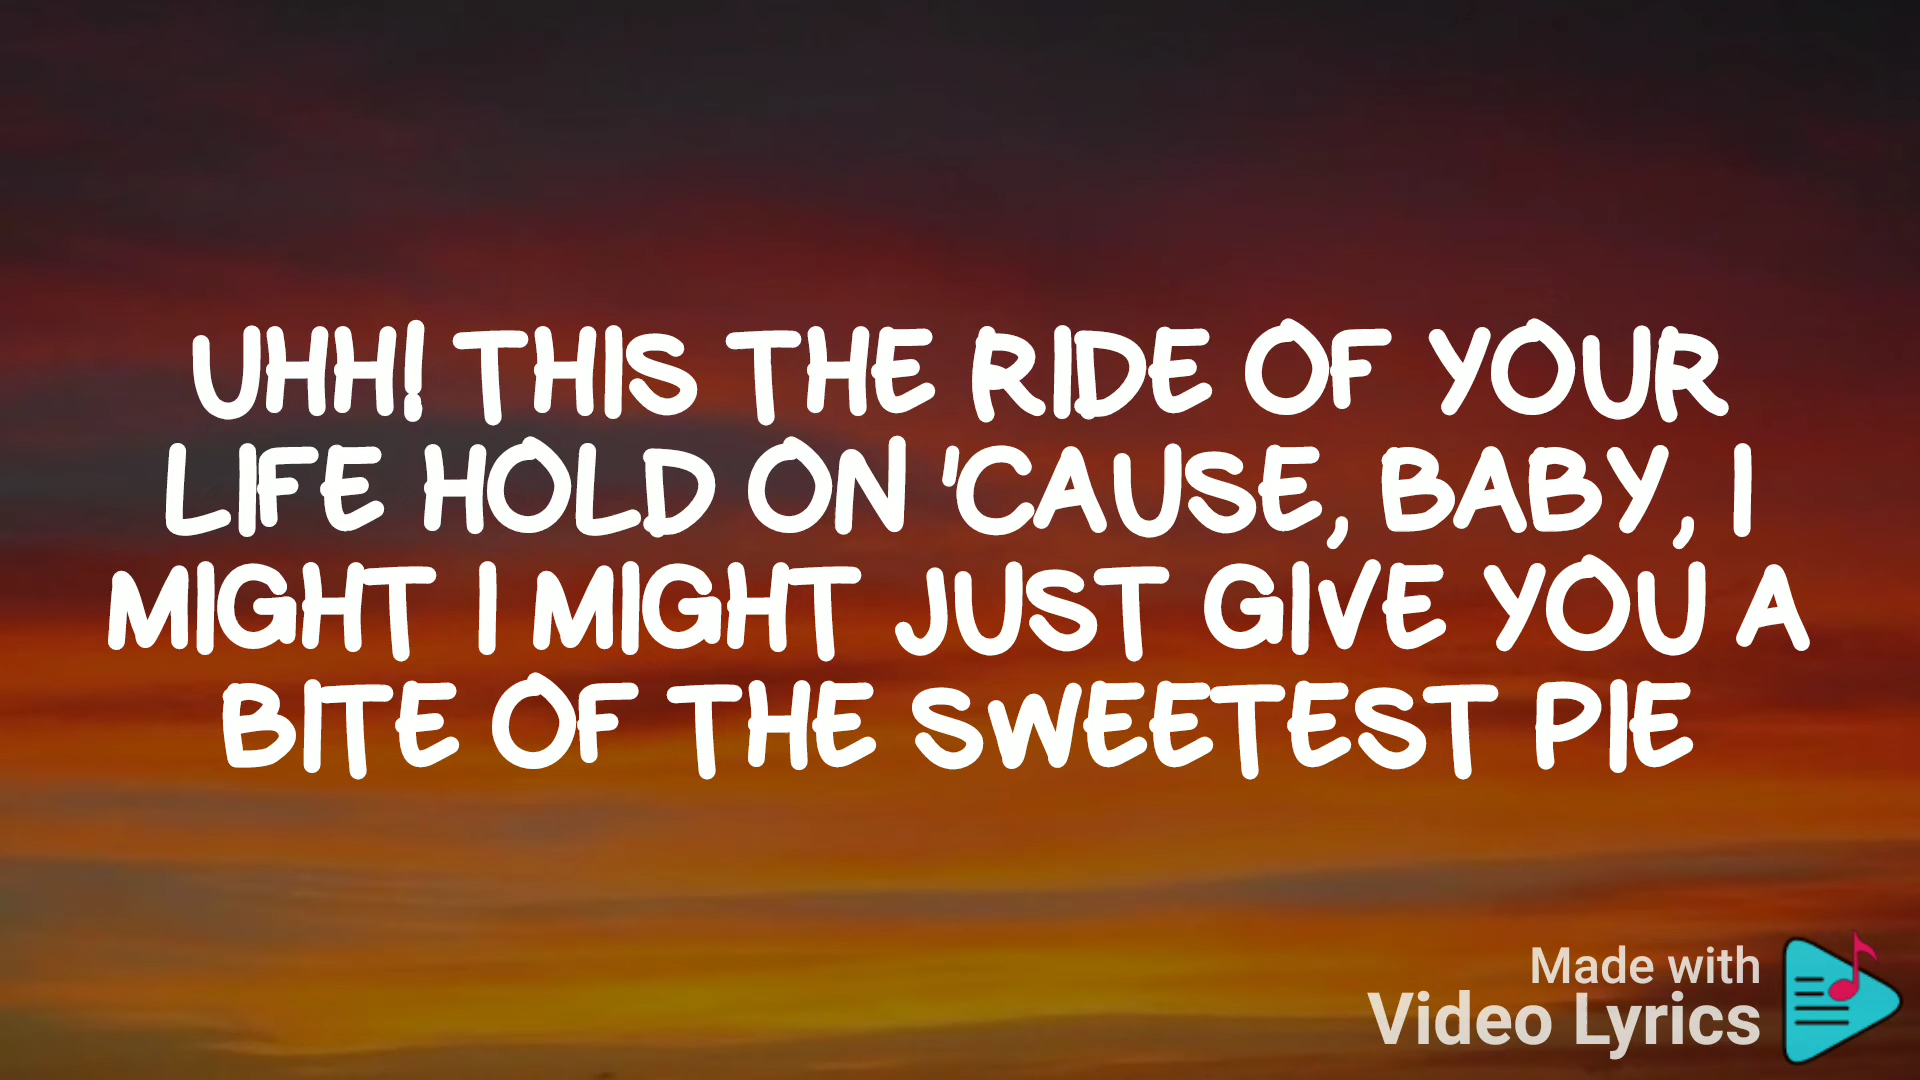 UHH! THIS THE RIDE OF YOUR
LIFE HOLD ON 'CAUSE, BABY, I
MIGHT I MIGHT JUST GIVE YOU A
BITE OF THE SWEETEST PIE
Made with
Video Lyrics